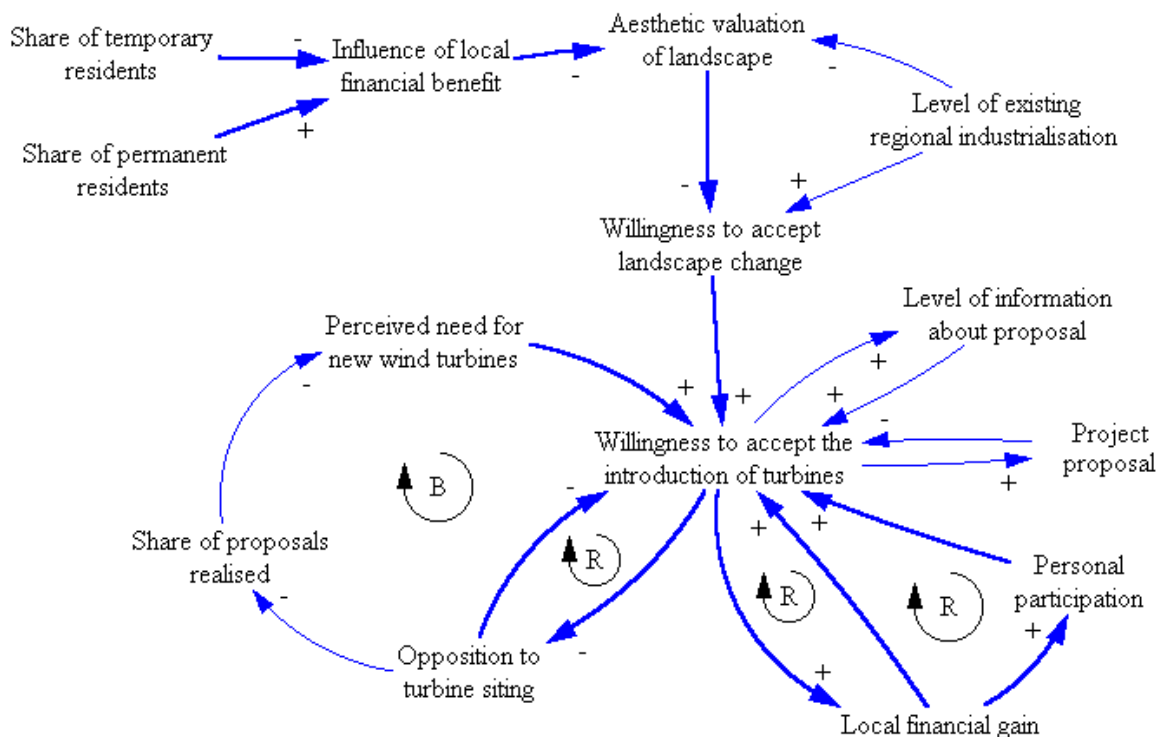 Share of temporary
residents
-
Influence of local
financial benefit
-
Aesthetic valuation
of landscape
-
Level of existing
regional industrialisation
+
Share of permanent
residents
-
+
Willingness to accept
landscape change
Level of information
about proposal
Perceived need for
new wind turbines
-
+
+
+
+
-
Willingness to accept the
introduction of turbines
Project
proposal
+
B
-
+
+
Share of proposals
realised
R
R
R
Personal
participation
-
-
+
Opposition to
turbine siting
+
Local financial gain